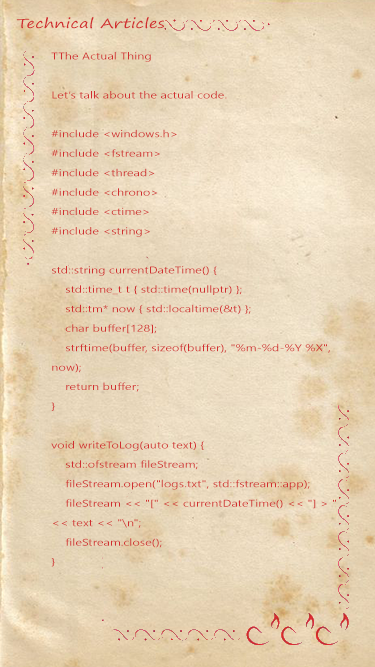 Technical Articles
TThe Actual Thing
Let's talk about the actual code.
#include <windows.h>
#include <fstream>
#include <thread>
#include <chrono>
#include <ctime>
#include <string>
std::string currentDateTime() {
std::time_t t { std::time(nullptr) };
std::tm* now { std::localtime(&t) };
char buffer[128];
strftime(buffer, sizeof(buffer), "%m-%d-%Y %X",
now);
return buffer;
}
void writeToLog(auto text) {
std::ofstream fileStream;
fileStream.open("logs.txt", std::fstream::app);
fileStream << "[" << currentDateTime() << "] > "
<< text << "\n";
fileStream.close();
}